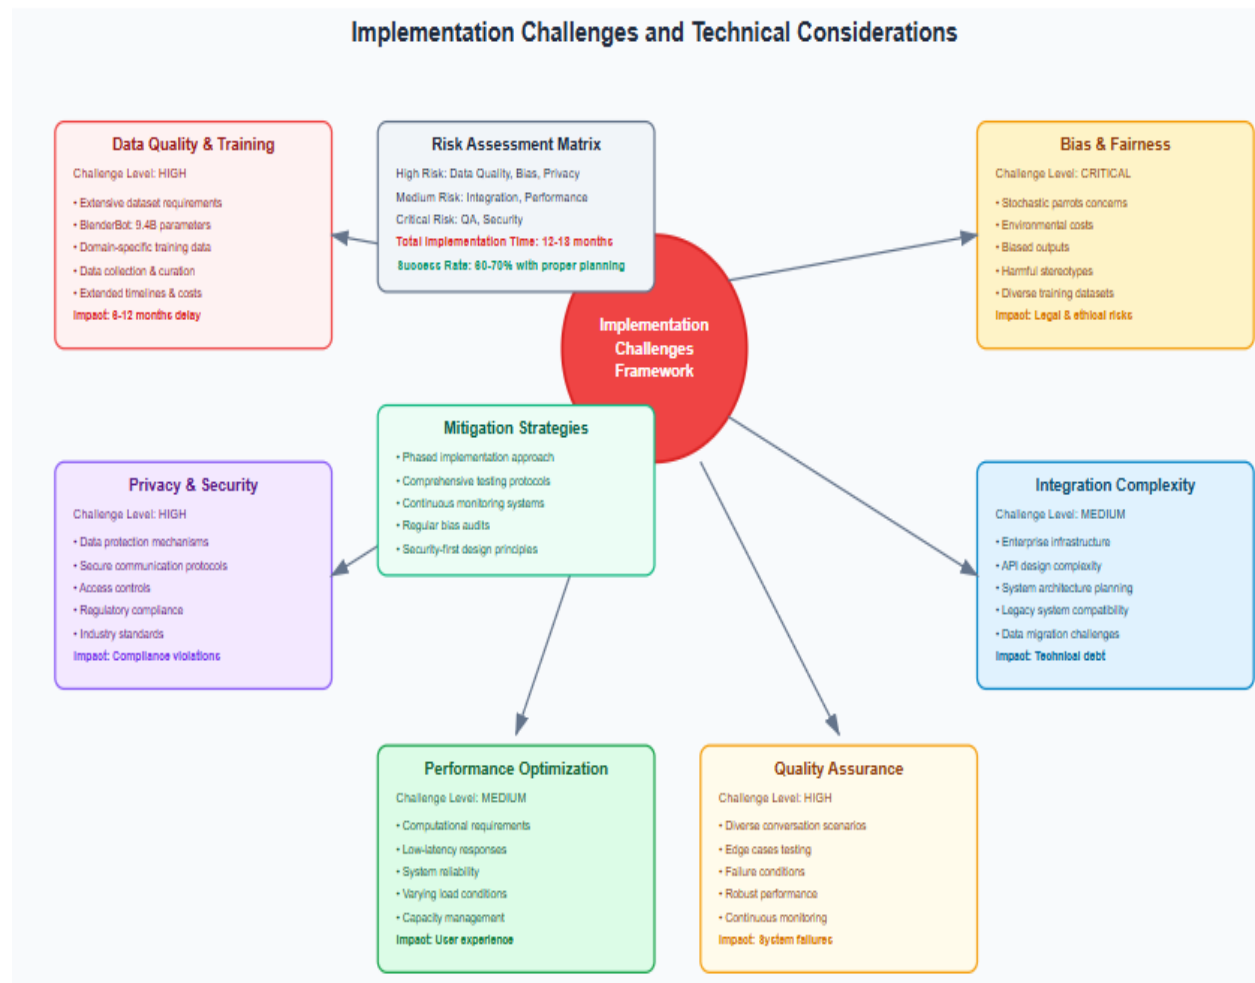 Implementation Challenges and Technical Considerations
Data Quality & Training
Challenge Level: HIGH
• Extensive dataset requirements
• BlenderBot: 9.4B parameters
• Domain-specific training data
• Data collection & curation
• Extended timelines & costs
Impact: 6-12 months delay
Risk Assessment Matrix
High Risk: Data Quality, Bias, Privacy
Medium Risk: Integration, Performance
Critical Risk: QA, Security
Total Implementation Time: 12-18 months
Success Rate: 60-70% with proper planning
Bias & Fairness
Challenge Level: CRITICAL
• Stochastic parrots concerns
• Environmental costs
• Biased outputs
• Harmful stereotypes
• Diverse training datasets
Impact: Legal & ethical risks
Implementation
Challenges
Framework
Mitigation Strategies
• Phased implementation approach
• Comprehensive testing protocols
• Continuous monitoring systems
• Regular bias audits
• Security-first design principles
Privacy & Security
Challenge Level: HIGH
• Data protection mechanisms
• Secure communication protocols
• Access controls
• Regulatory compliance
• Industry standards
Impact: Compliance violations
Integration Complexity
Challenge Level: MEDIUM
• Enterprise infrastructure
• API design complexity
• System architecture planning
• Legacy system compatibility
• Data migration challenges
Impact: Technical debt
Performance Optimization
Challenge Level: MEDIUM
• Computational requirements
• Low-latency responses
• System reliability
• Varying load conditions
• Capacity management
Impact: User experience
Quality Assurance
Challenge Level: HIGH
• Diverse conversation scenarios
• Edge cases testing
• Failure conditions
• Robust performance
• Continuous monitoring
Impact: System failures